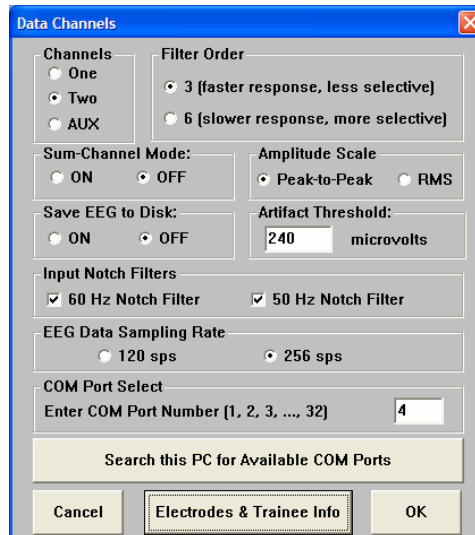 Data Channels
Channels
One
Two
AUX
Filter Order
3 (faster response, less selective)
6 (slower response, more selective)
Sum-Channel Mode:
ON OFF
Amplitude Scale
Peak-to-Peak RMS
Save EEG to Disk:
ON OFF
Artifact Threshold:
240 microvolts
Input Notch Filters
60 Hz Notch Filter 50 Hz Notch Filter
EEG Data Sampling Rate
120 sps 256 sps
COM Port Select
Enter COM Port Number (1, 2, 3, ..., 32) 4
Search this PC for Available COM Ports
Cancel Electrodes & Trainee Info OK